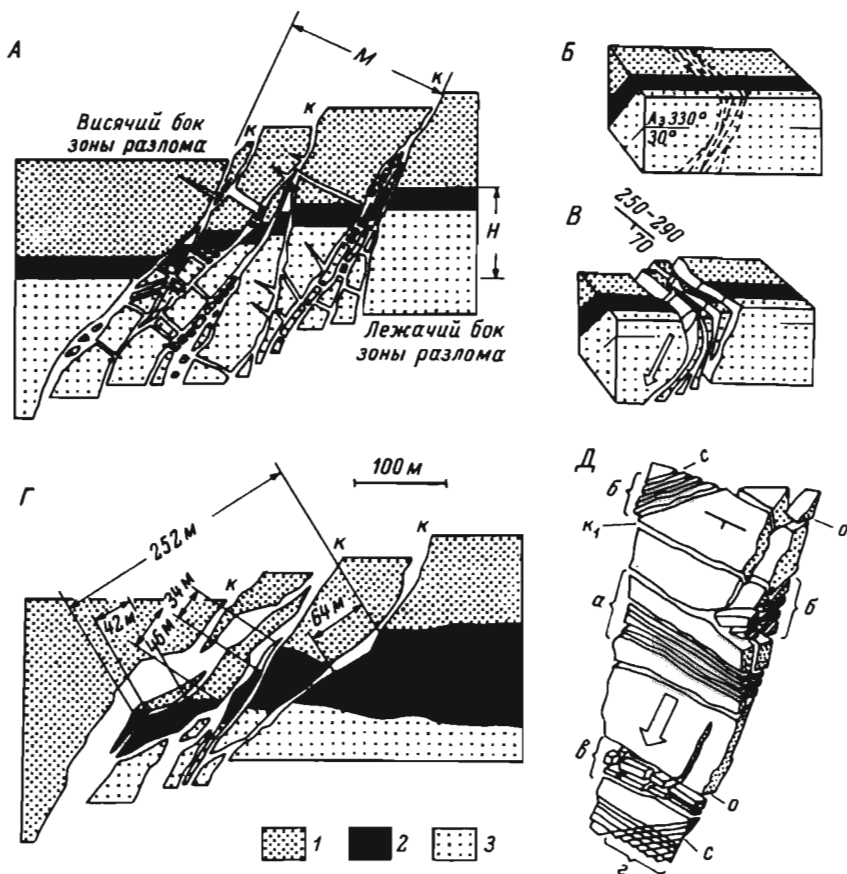 А
М
к
к
к
Висячий бок
зоны разлома
Н
Лежачий бок
зоны разлома
Б
Аз 330°
30°
В
250-290
70
Г
100 м
252 м
к
к
к
42 м
46 м
34 м
64 м
1
2
3
Д
с
б
о
к₁
а
б
в
о
с
г